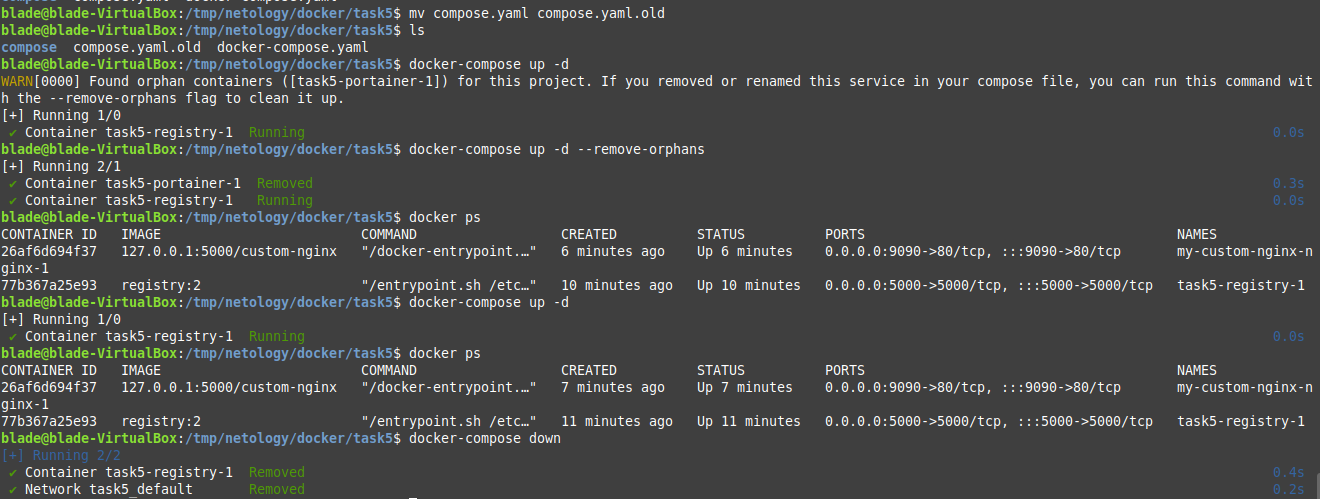 blade@blade-VirtualBox:/tmp/netology/docker/task5$ mv compose.yaml compose.yaml.old
blade@blade-VirtualBox:/tmp/netology/docker/task5$ ls
compose  compose.yaml.old  docker-compose.yaml
blade@blade-VirtualBox:/tmp/netology/docker/task5$ docker-compose up -d
WARN[0000] Found orphan containers ([task5-portainer-1]) for this project. If you removed or renamed this service in your compose file, you can run this command wit
h the --remove-orphans flag to clean it up.
[+] Running 1/0
 ✔ Container task5-registry-1  Running 0.0s
blade@blade-VirtualBox:/tmp/netology/docker/task5$ docker-compose up -d --remove-orphans
[+] Running 2/1
 ✔ Container task5-portainer-1  Removed 0.3s
 ✔ Container task5-registry-1   Running 0.0s
blade@blade-VirtualBox:/tmp/netology/docker/task5$ docker ps
CONTAINER ID   IMAGE                         COMMAND                  CREATED          STATUS          PORTS                                       NAMES
26af6d694f37   127.0.0.1:5000/custom-nginx   "/docker-entrypoint.…"   6 minutes ago    Up 6 minutes    0.0.0.0:9090->80/tcp, :::9090->80/tcp       my-custom-nginx-n
ginx-1
77b367a25e93   registry:2                    "/entrypoint.sh /etc…"   10 minutes ago   Up 10 minutes   0.0.0.0:5000->5000/tcp, :::5000->5000/tcp   task5-registry-1
blade@blade-VirtualBox:/tmp/netology/docker/task5$ docker-compose up -d
[+] Running 1/0
 ✔ Container task5-registry-1  Running 0.0s
blade@blade-VirtualBox:/tmp/netology/docker/task5$ docker ps
CONTAINER ID   IMAGE                         COMMAND                  CREATED          STATUS          PORTS                                       NAMES
26af6d694f37   127.0.0.1:5000/custom-nginx   "/docker-entrypoint.…"   7 minutes ago    Up 7 minutes    0.0.0.0:9090->80/tcp, :::9090->80/tcp       my-custom-nginx-n
ginx-1
77b367a25e93   registry:2                    "/entrypoint.sh /etc…"   11 minutes ago   Up 11 minutes   0.0.0.0:5000->5000/tcp, :::5000->5000/tcp   task5-registry-1
blade@blade-VirtualBox:/tmp/netology/docker/task5$ docker-compose down
[+] Running 2/2
 ✔ Container task5-registry-1  Removed 0.4s
 ✔ Network task5_default       Removed 0.2s